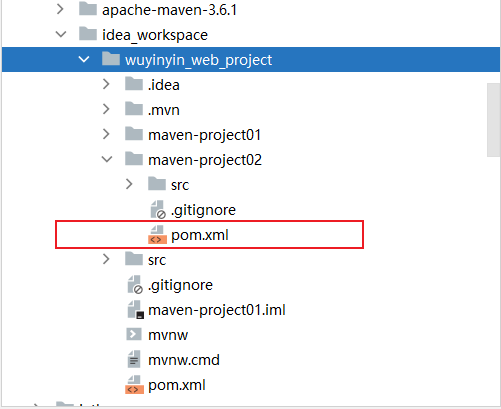 apache-maven-3.6.1
idea_workspace
wuyinyin_web_project
.idea
.mvn
maven-project01
maven-project02
src
.gitignore
pom.xml
src
.gitignore
maven-project01.iml
mvnw
mvnw.cmd
pom.xml